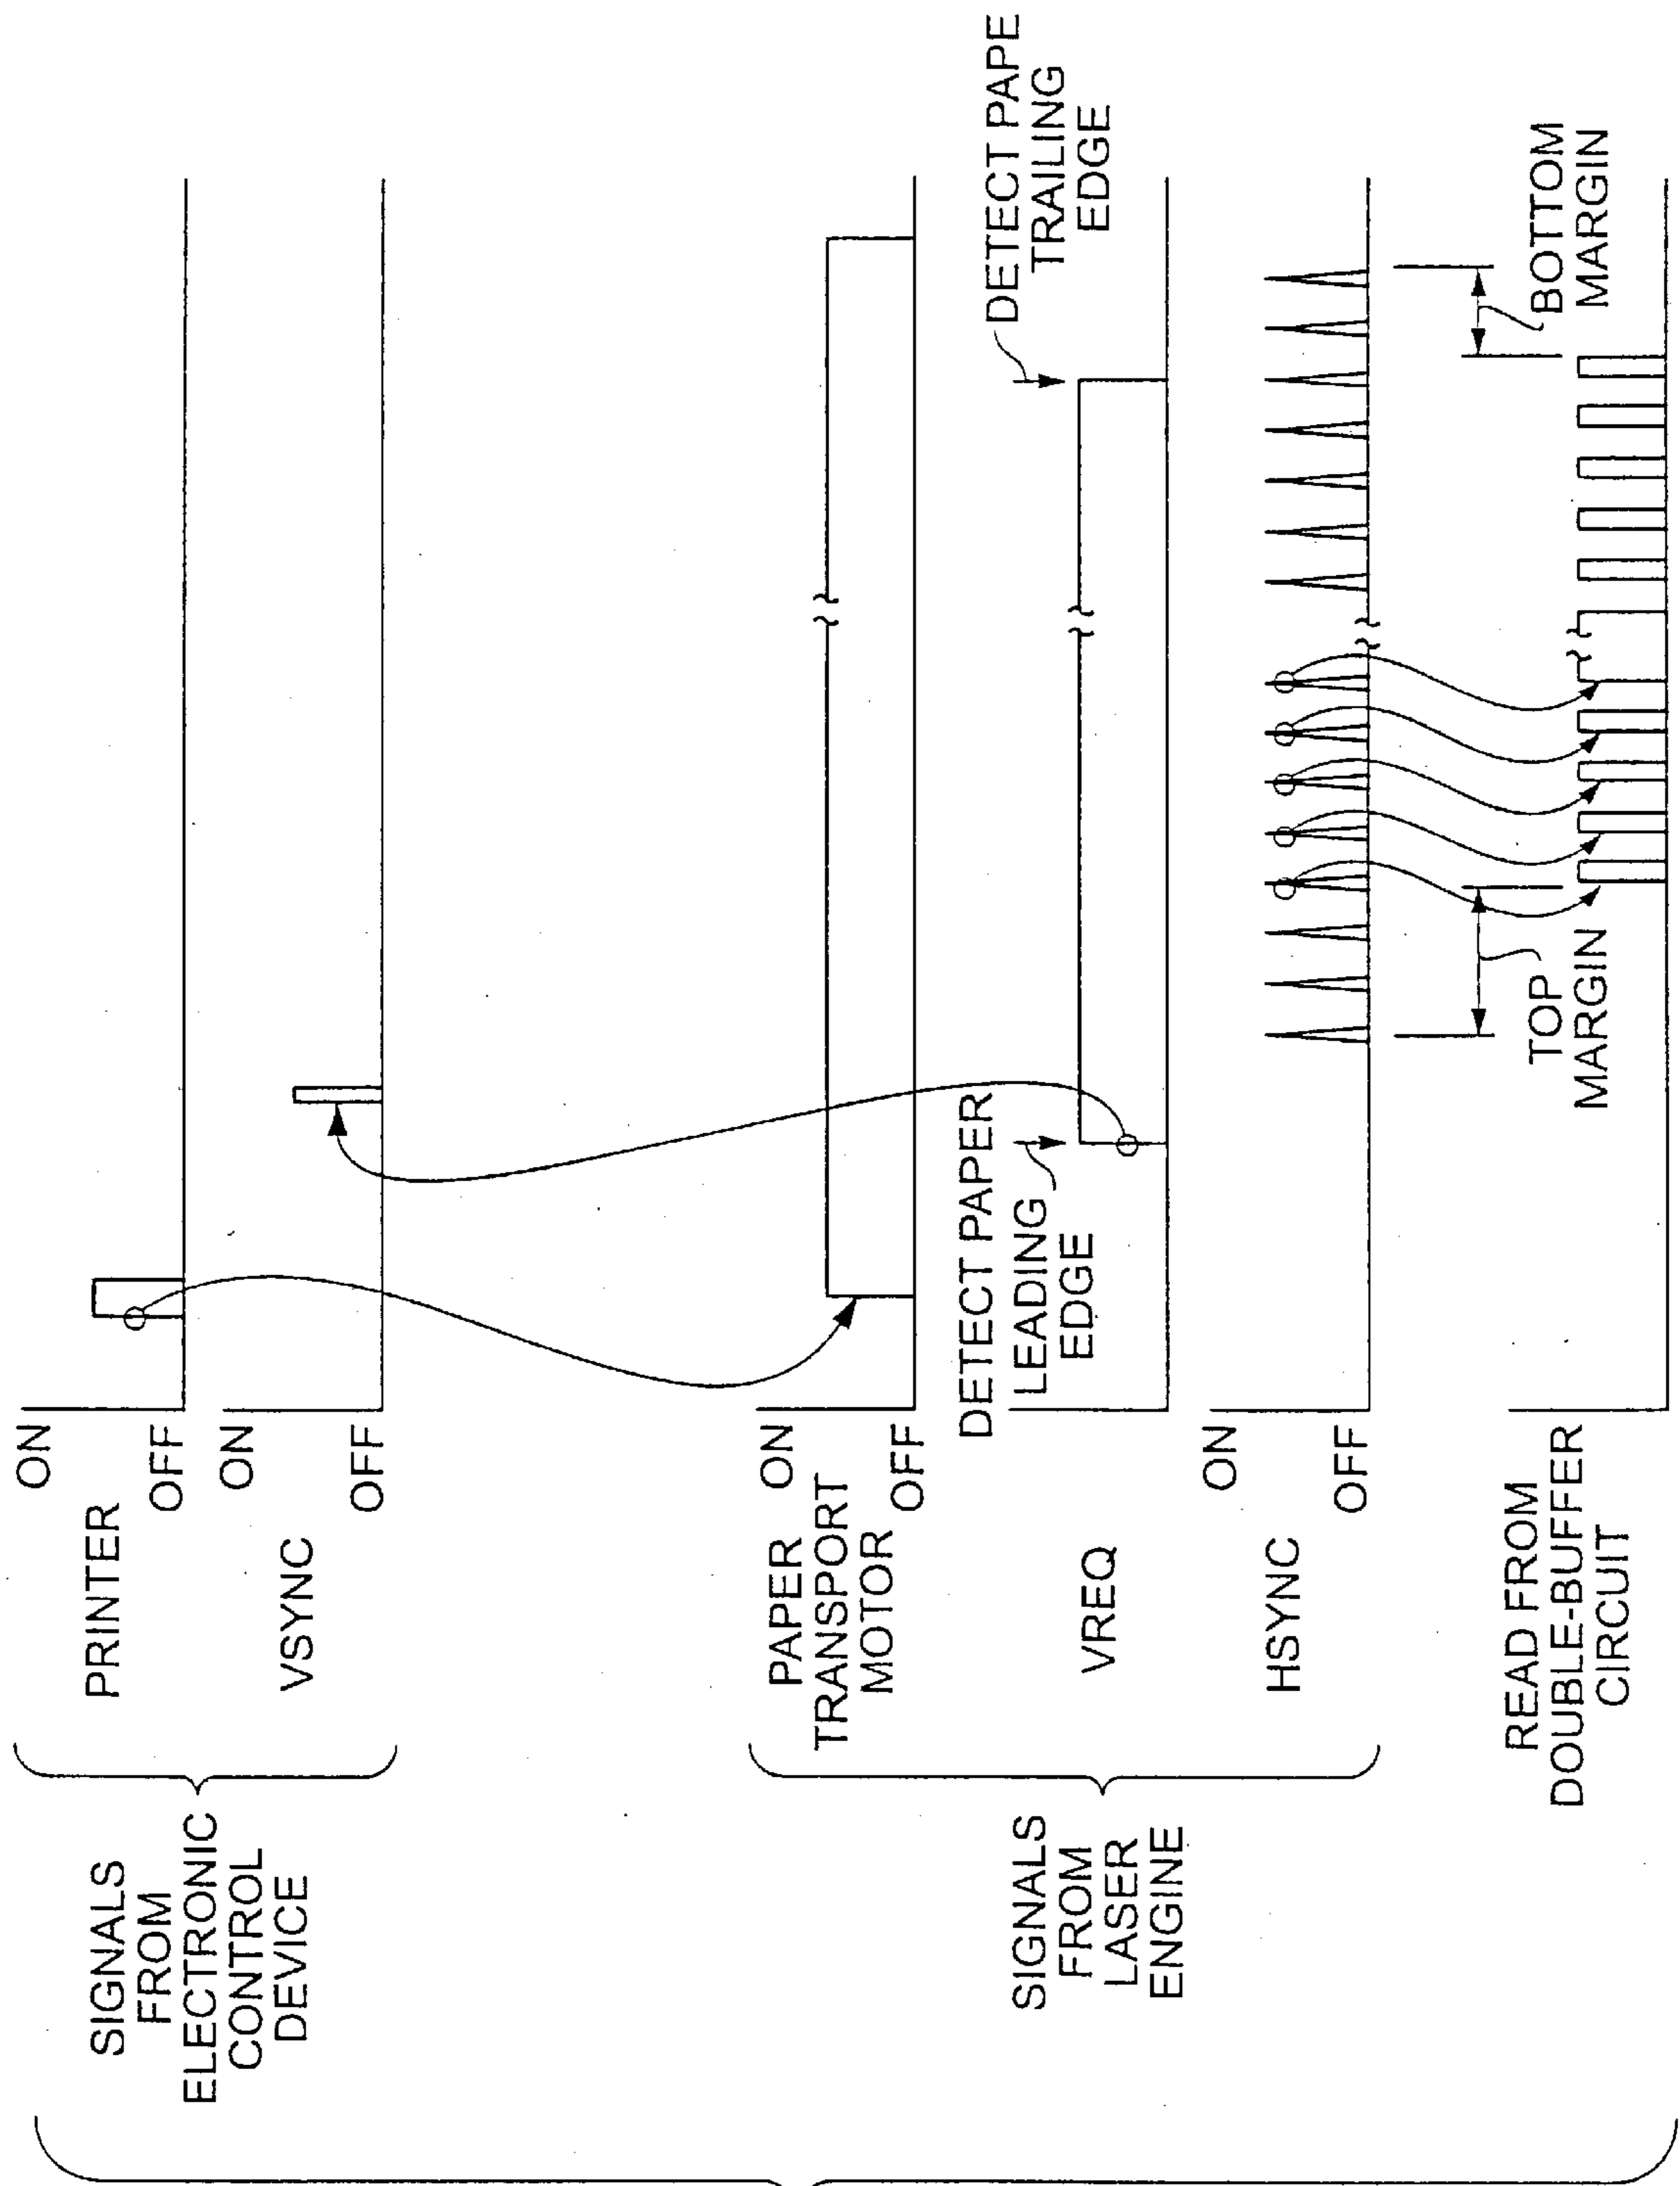 SIGNALS
FROM
ELECTRONIC
CONTROL
DEVICE
PRINTER
ON
OFF
VSYNC
ON
OFF
SIGNALS
FROM
LASER
ENGINE
PAPER
TRANSPORT
MOTOR
ON
OFF
VREQ
DETECT PAPER
LEADING
EDGE
DETECT PAPE
TRAILING
EDGE
HSYNC
ON
OFF
TOP
MARGIN
BOTTOM
MARGIN
READ FROM
DOUBLE-BUFFER
CIRCUIT